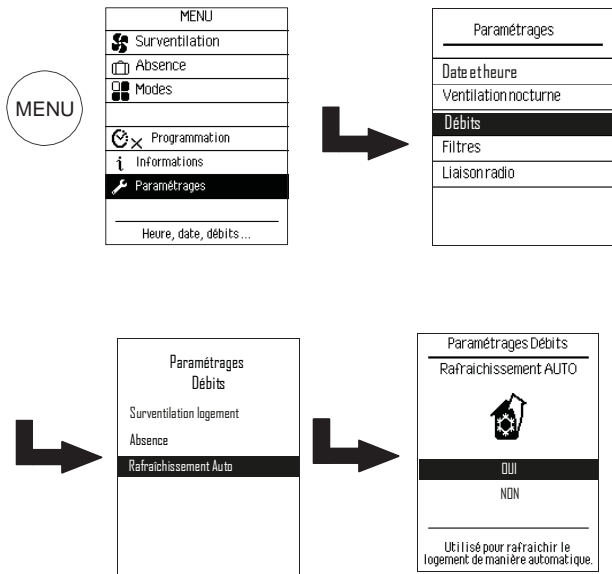 MENU
MENU
Surventilation
Absence
Modes
Programmation
i Informations
Paramétrages
Heure, date, débits...
Paramétrages
Date et heure
Ventilation nocturne
Débits
Filtres
Liaison radio
Paramétrages
Débits
Surventilation logement
Absence
Rafraîchissement Auto
Paramétrages Débits
Rafraichissement AUTO
OUI
NON
Utilisé pour rafraichir le
logement de manière automatique.